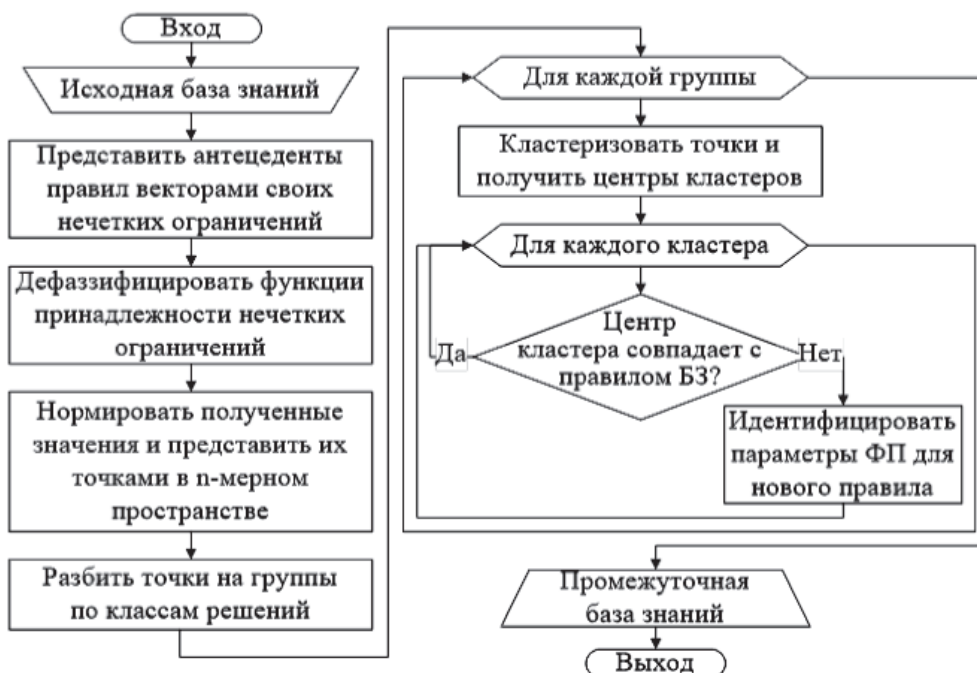 Вход
Исходная база знаний
Представить антецеденты
правил векторами своих
нечетких ограничений
Дефаззифицировать функции
принадлежности нечетких
ограничений
Нормировать полученные
значения и представить их
точками в n-мерном
пространстве
Разбить точки на группы
по классам решений
Для каждой группы
Кластеризовать точки и
получить центры кластеров
Для каждого кластера
Центр
кластера совпадает с
правилом БЗ?
Да
Нет
Идентифицировать
параметры ФП для
нового правила
Промежуточная
база знаний
Выход